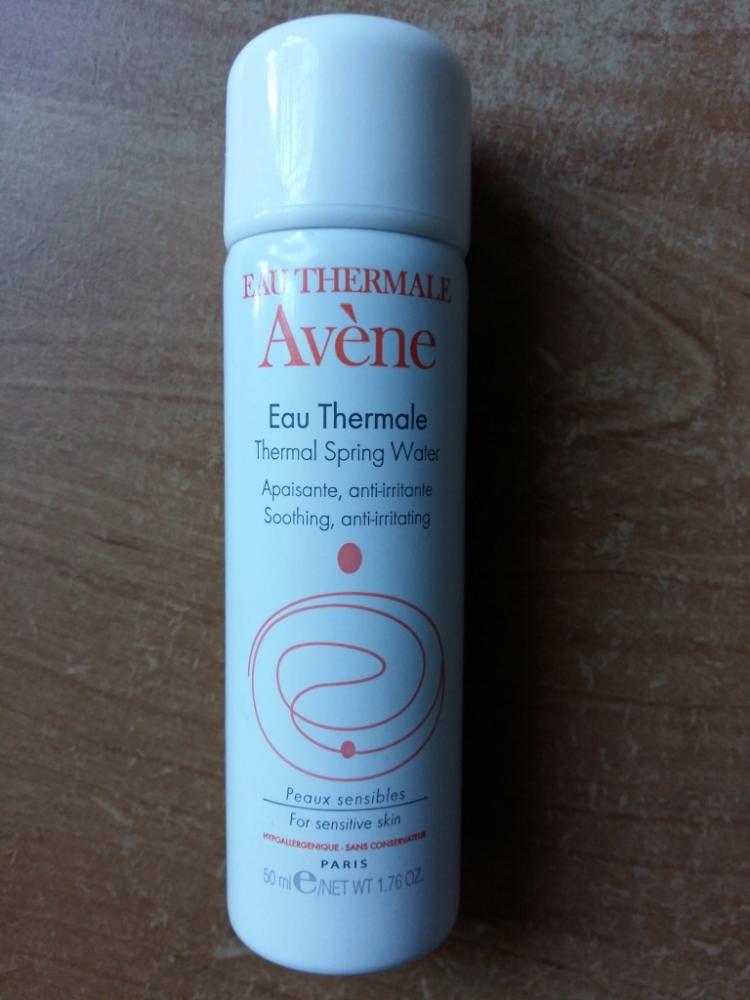 EAU THERMALE
Avène
Eau Thermale
Thermal Spring Water
Apaisante, anti-irritante
Soothing, anti-irritating
Peaux sensibles
For sensitive skin
HYPOALLERGENIQUE - SANS CONSERVATEUR
PARIS
50 ml e/NET WT 1.76 OZ.